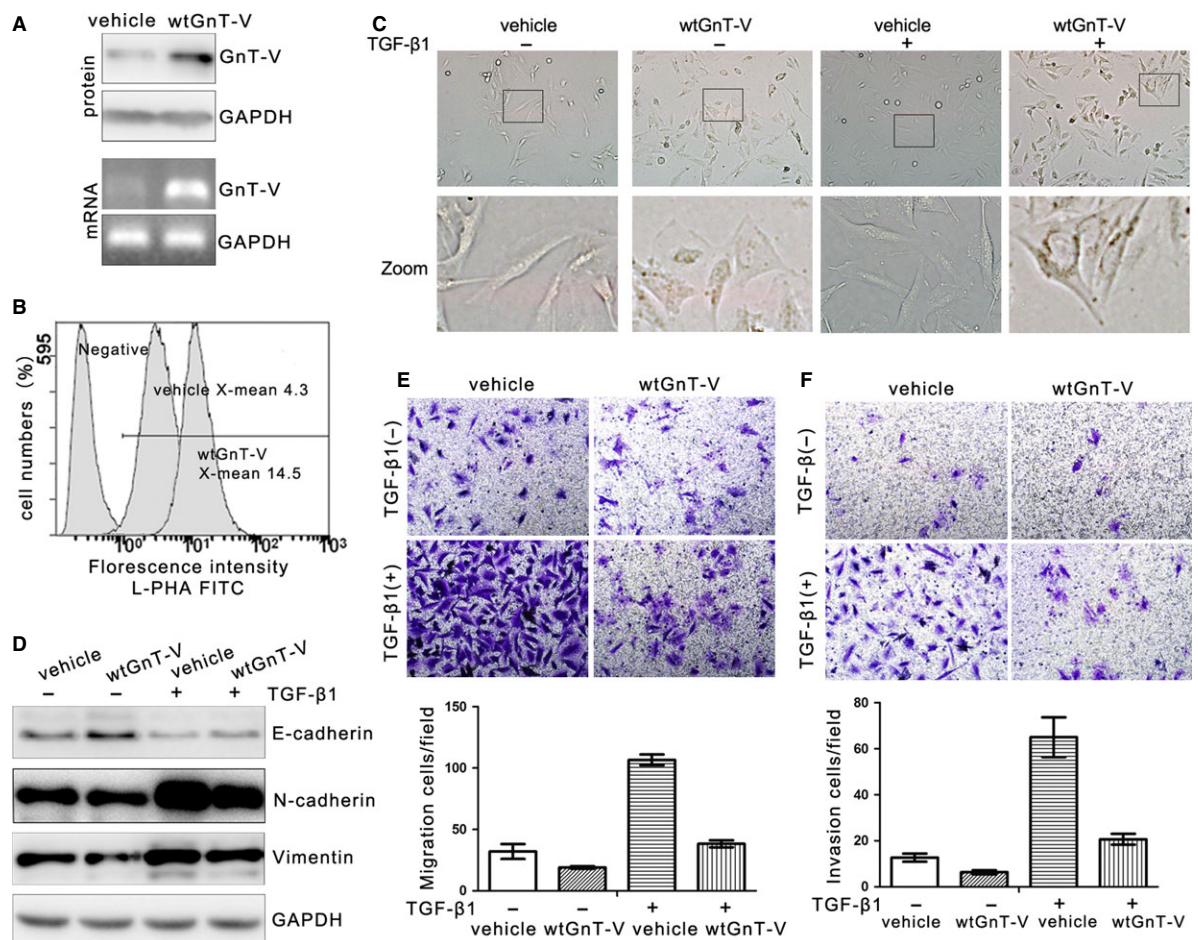 A
vehicle wtGnT-V
protein
GnT-V
GAPDH
mRNA
GnT-V
GAPDH
B
595
cell numbers (%)
Negative
vehicle X-mean 4.3
wtGnT-V
X-mean 14.5
10⁰ 10¹ 10² 10³
Florescence intensity
L-PHA FITC
C
vehicle wtGnT-V vehicle wtGnT-V
TGF-β1 – – + +
Zoom
D
vehicle wtGnT-V vehicle wtGnT-V
– – + + TGF-β1
E-cadherin
N-cadherin
Vimentin
GAPDH
E
vehicle wtGnT-V
TGF-β1(–)
TGF-β1(+)
Migration cells/field
150
100
50
0
TGF-β1 – – + +
vehicle wtGnT-V vehicle wtGnT-V
F
vehicle wtGnT-V
TGF-β(–)
TGF-β1(+)
Invasion cells/field
80
60
40
20
0
TGF-β1 – – + +
vehicle wtGnT-V vehicle wtGnT-V